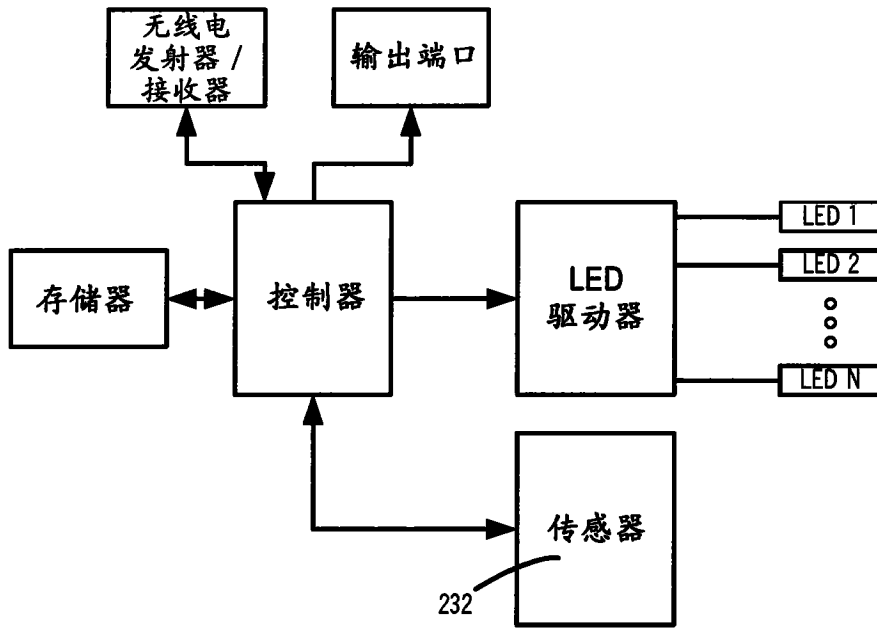 无线电
发射器 /
接收器
输出端口
存储器
控制器
LED
驱动器
LED 1
LED 2
LED N
传感器
232